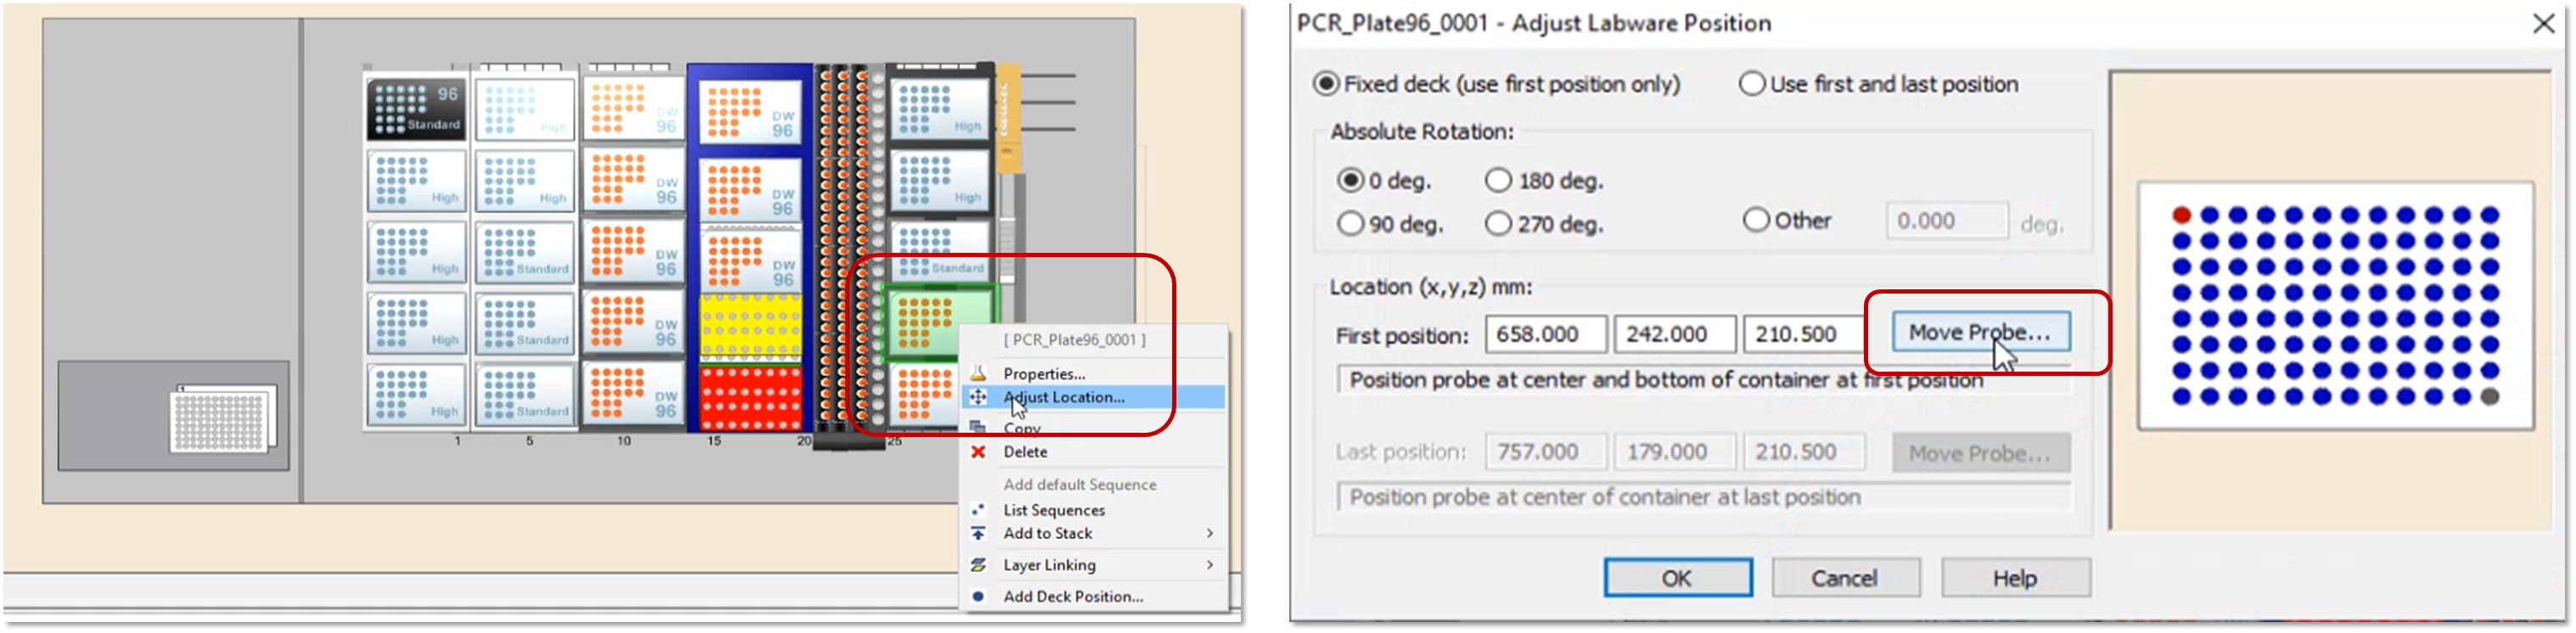 96
Standard
High
DW
96
DW
96
High
High
High
DW
96
DW
96
High
High
Standard
DW
96
DW
96
Standard
High
Standard
DW
96
High
Standard
DW
96
1
1 5 10 15 20 25
[ PCR_Plate96_0001 ]
Properties...
Adjust Location...
Copy
Delete
Add default Sequence
List Sequences
Add to Stack
Layer Linking
Add Deck Position...
PCR_Plate96_0001 - Adjust Labware Position
Fixed deck (use first position only) Use first and last position
Absolute Rotation:
0 deg. 180 deg.
90 deg. 270 deg. Other 0.000 deg.
Location (x,y,z) mm:
First position: 658.000 242.000 210.500 Move Probe...
Position probe at center and bottom of container at first position
Last position: 757.000 179.000 210.500 Move Probe...
Position probe at center of container at last position
OK Cancel Help